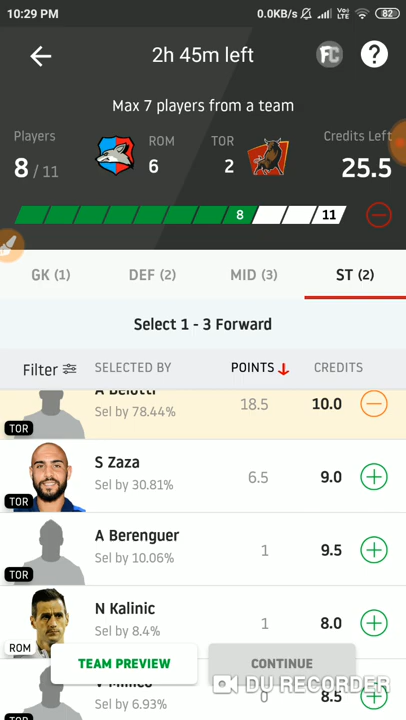 10:29 PM
0.0KB/s
Vo)
LTE
82
2h 45m left
FC
?
Max 7 players from a team
Players
ROM
TOR
Credits Left
8 / 11
6
2
25.5
8
11
GK (1)
DEF (2)
MID (3)
ST (2)
Select 1 - 3 Forward
Filter
SELECTED BY
POINTS
CREDITS
A Belotti
Sel by 78.44%
18.5
10.0
TOR
S Zaza
Sel by 30.81%
6.5
9.0
TOR
A Berenguer
Sel by 10.06%
1
9.5
TOR
N Kalinic
Sel by 8.4%
1
8.0
ROM
TEAM PREVIEW
CONTINUE
DU RECORDER
Sel by 6.93%
0
8.5
TOR